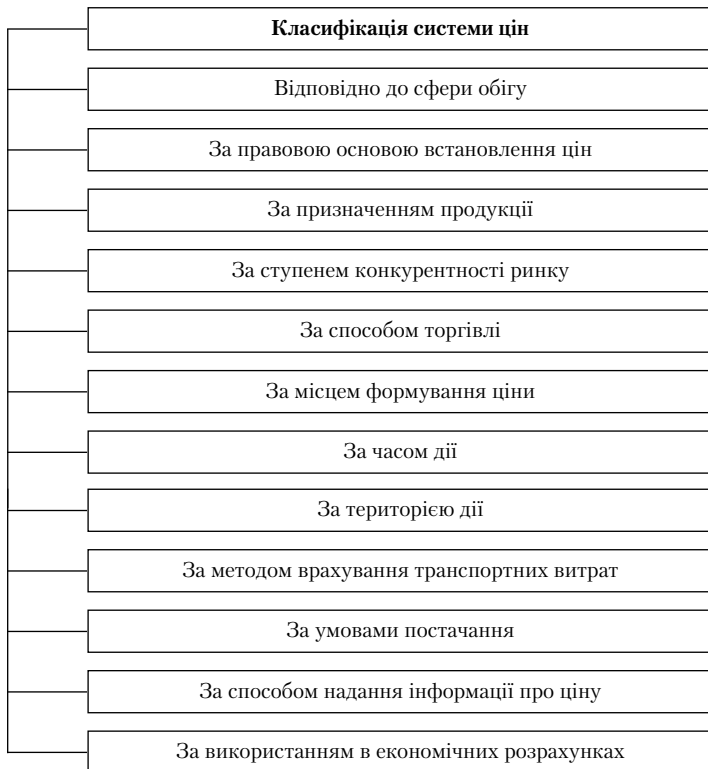 Класифікація системи цін
Відповідно до сфери обігу
За правовою основою встановлення цін
За призначенням продукції
За ступенем конкурентності ринку
За способом торгівлі
За місцем формування ціни
За часом дії
За територією дії
За методом врахування транспортних витрат
За умовами постачання
За способом надання інформації про ціну
За використанням в економічних розрахунках